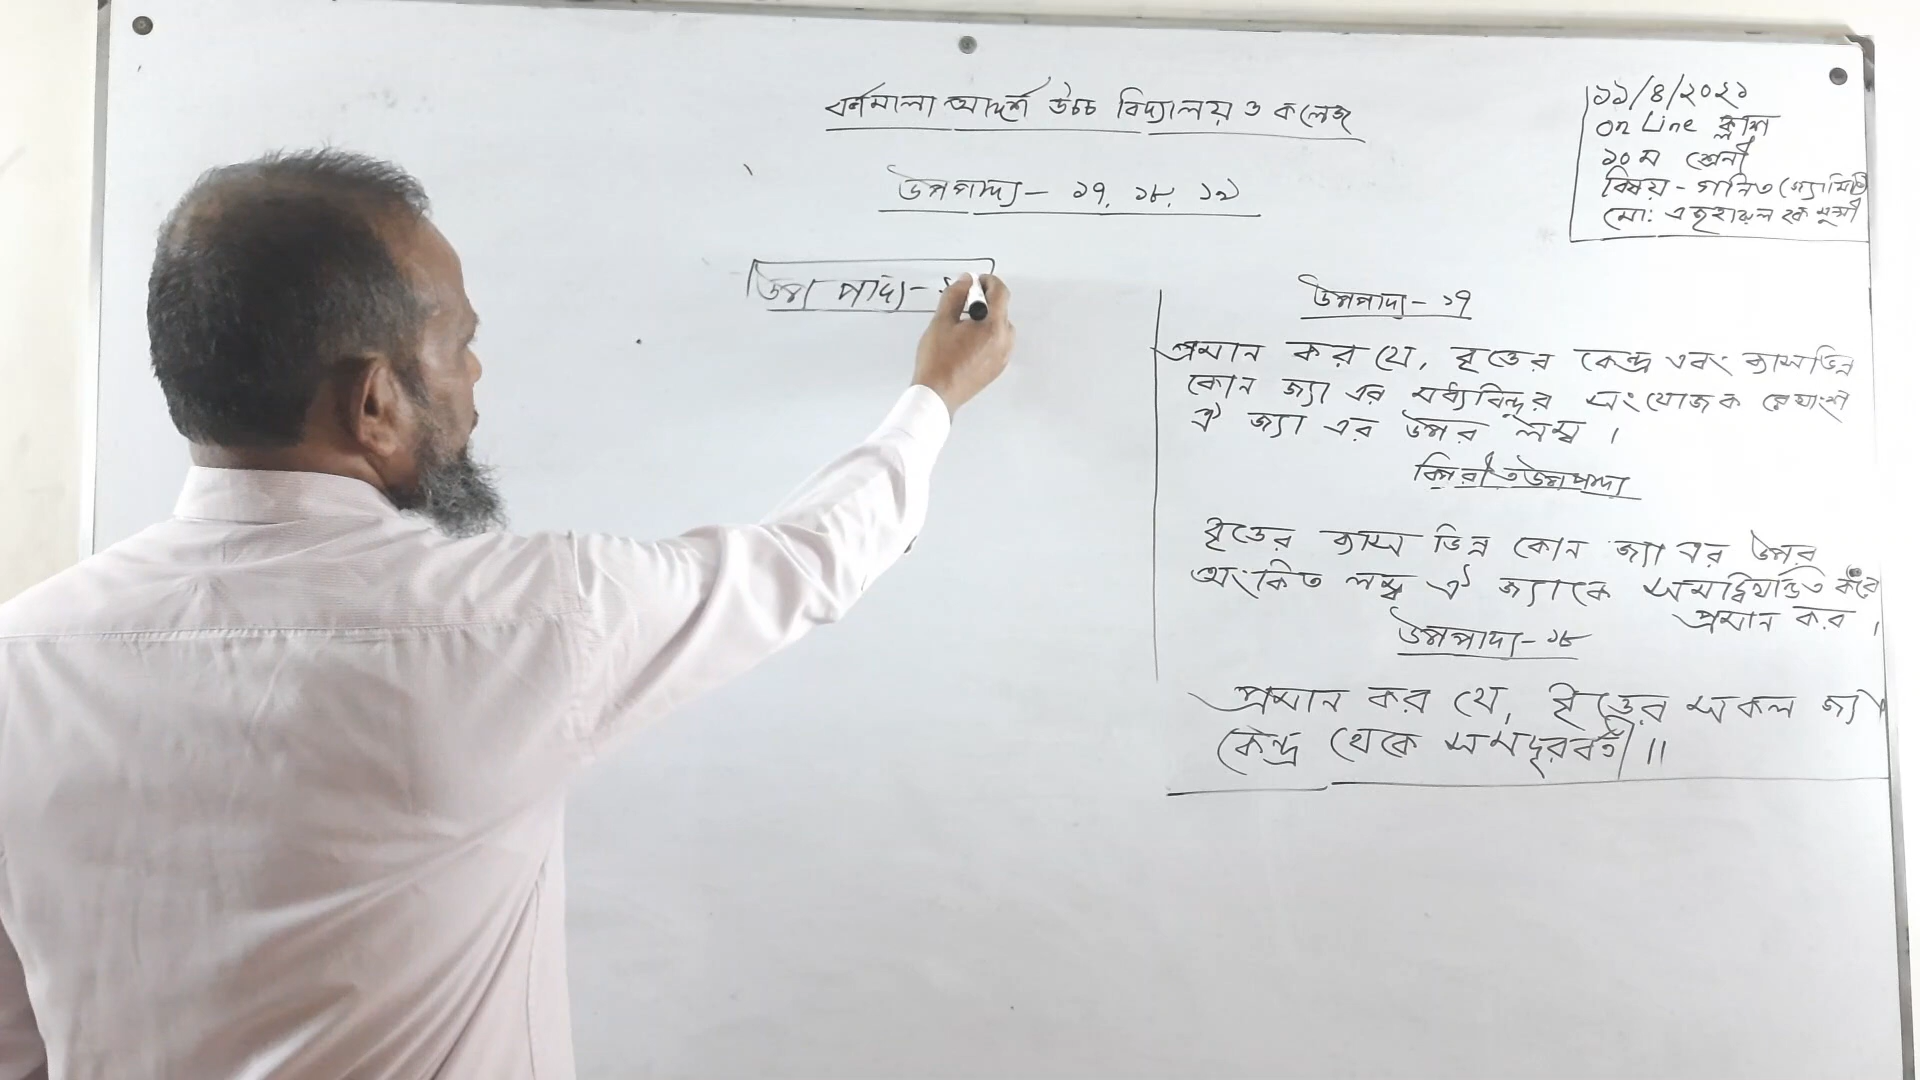 বর্নমালা আদর্শ উচ্চ বিদ্যালয় ও কলেজ
উপপাদ্য - ১৭, ১৮, ১৯
১১/৪/২০২১
on Line ক্লাশ
১০ম শ্রেনী
বিষয় - গনিত (জ্যামিতি)
মো: হক মুন্সী
উপপাদ্য -
উপপাদ্য - ১৭
প্রমান কর যে, বৃত্তের কেন্দ্র এবং ব্যাসভিন্ন
কোন জ্যা এর মধ্যবিন্দুর সংযোজক রেখাংশ
ঐ জ্যা এর উপর লম্ব ।
বিপরীত উপপাদ্য
বৃত্তের ব্যাস ভিন্ন কোন জ্যা এর উপর
অংকিত লম্ব ঐ জ্যাকে সমদ্বিখন্ডিত করে
প্রমান কর ।
উপপাদ্য - ১৮
প্রমান কর যে, বৃত্তের সকল জ্যা
কেন্দ্র থেকে সমদূরবর্তী ॥